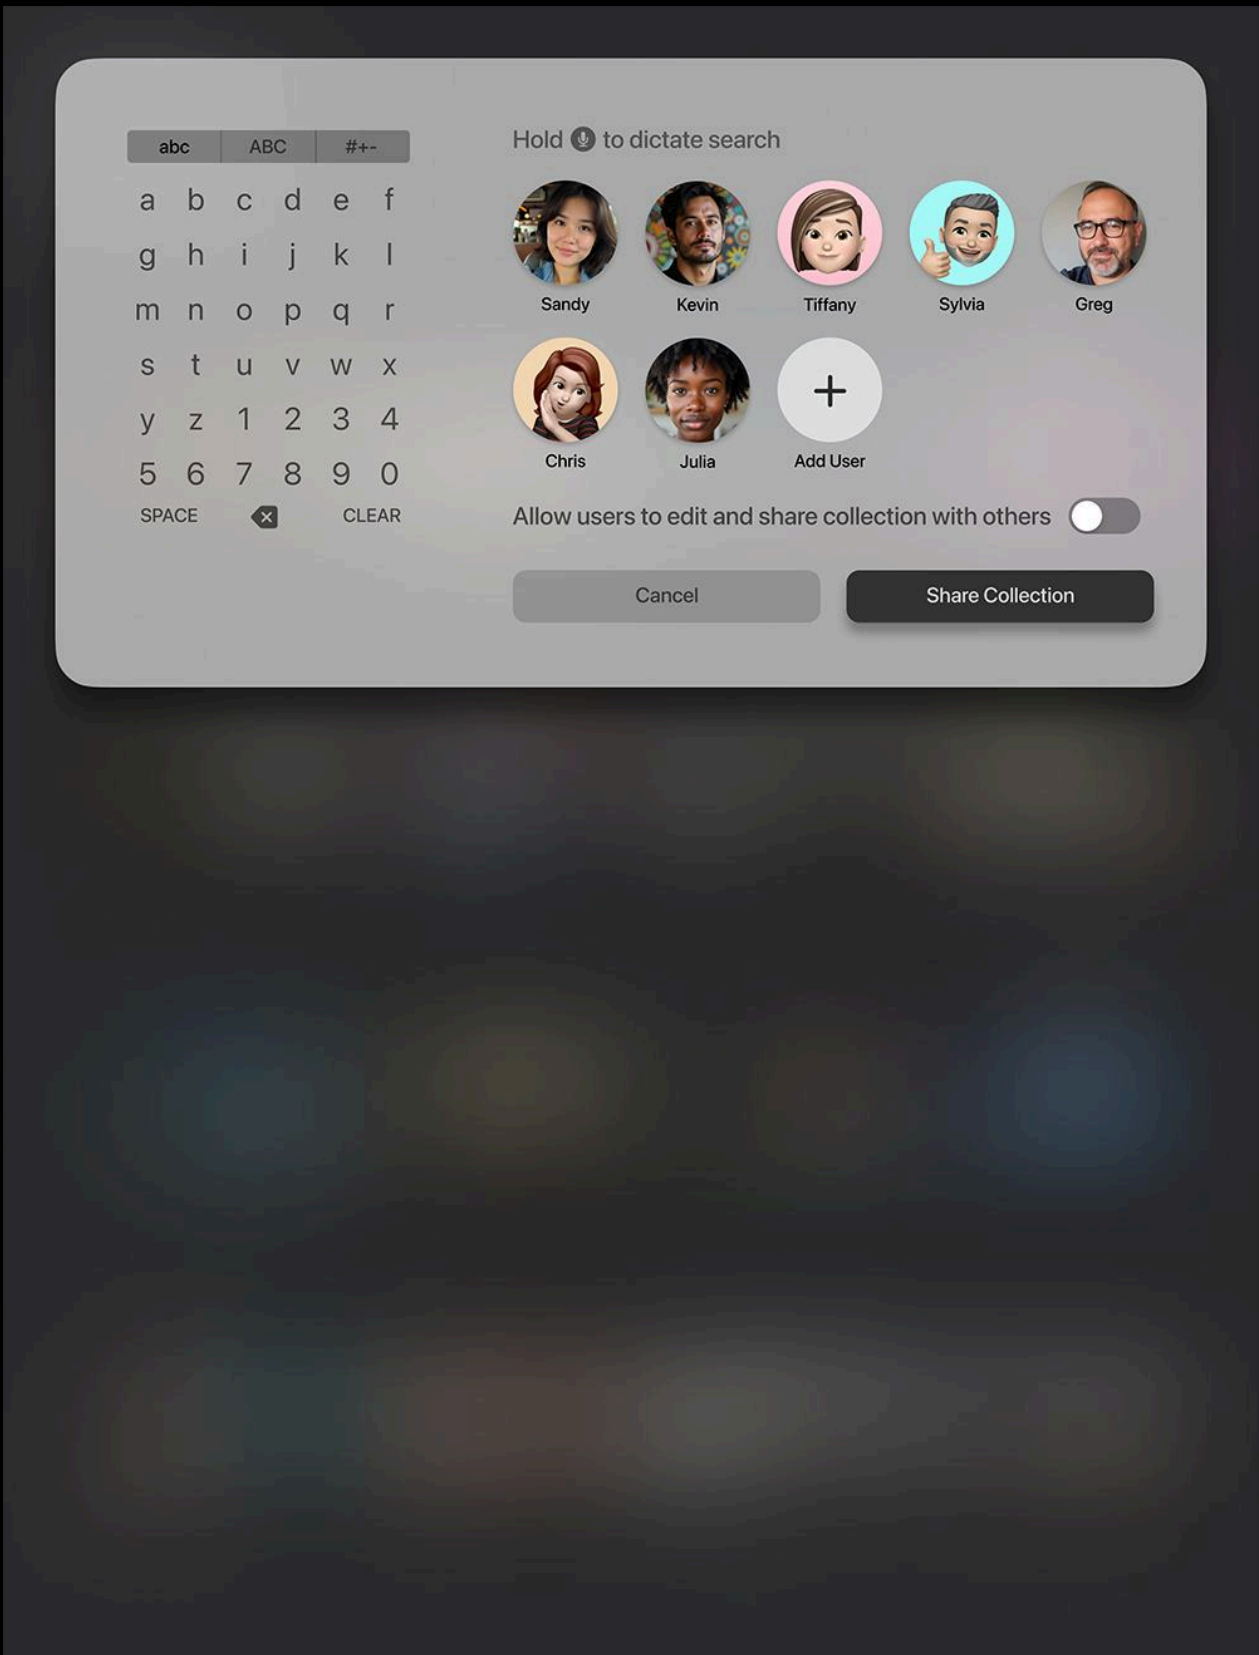 abc ABC #+-
a b c d e f
g h i j k l
m n o p q r
s t u v w x
y z 1 2 3 4
5 6 7 8 9 0
SPACE CLEAR
Hold to dictate search
Sandy Kevin Tiffany Sylvia Greg
Chris Julia Add User
Allow users to edit and share collection with others
Cancel Share Collection